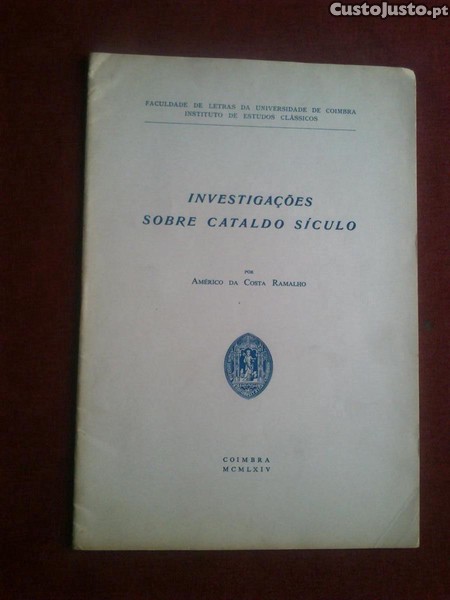 CustoJusto.pt
FACULDADE DE LETRAS DA UNIVERSIDADE DE COIMBRA
INSTITUTO DE ESTUDOS CLÁSSICOS
INVESTIGAÇÕES
SOBRE CATALDO SÍCULO
POR
AMÉRICO DA COSTA RAMALHO
COIMBRA
MCMLXIV